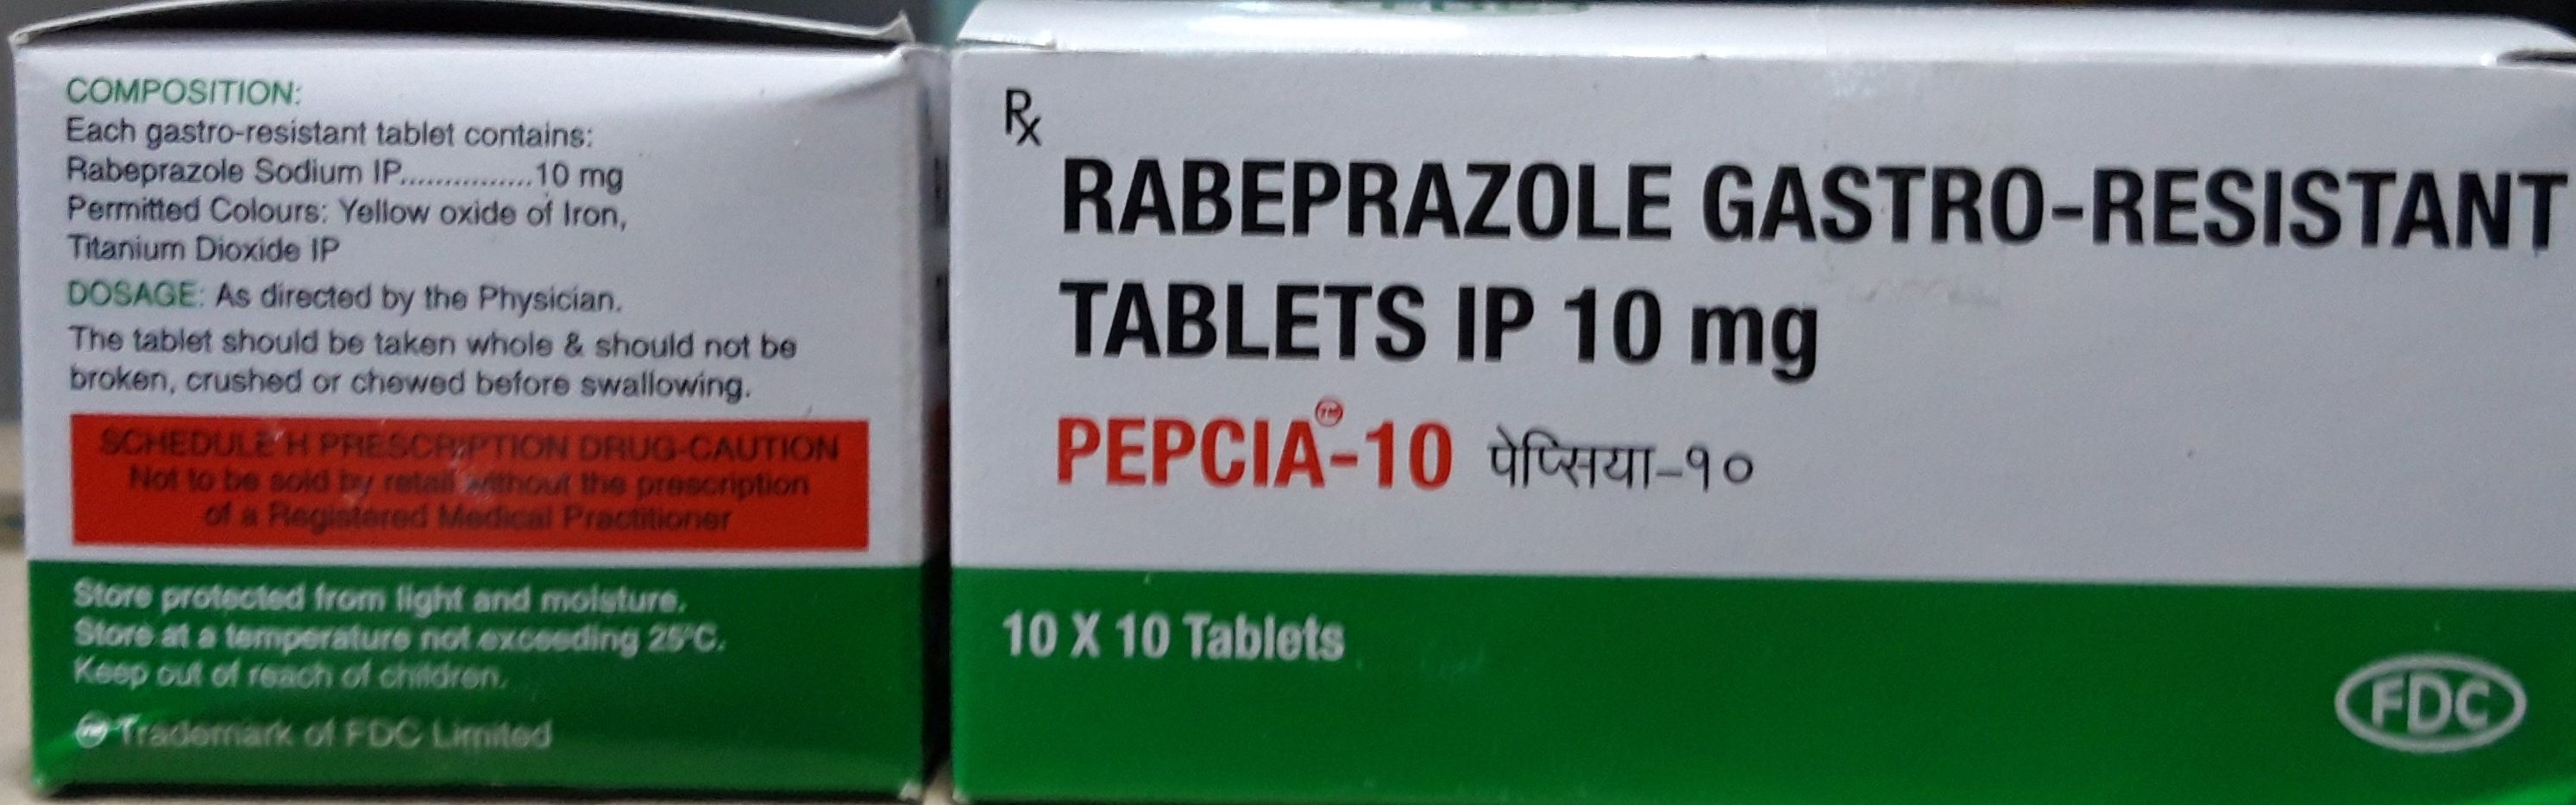 COMPOSITION:
Each gastro-resistant tablet contains:
Rabeprazole Sodium IP...............10 mg
Permitted Colours: Yellow oxide of Iron,
Titanium Dioxide IP
DOSAGE: As directed by the Physician.
The tablet should be taken whole & should not be
broken, crushed or chewed before swallowing.
SCHEDULE H PRESCRIPTION DRUG-CAUTION
Not to be sold by retail without the prescription
of a Registered Medical Practitioner
Store protected from light and moisture.
Store at a temperature not exceeding 25°C.
Keep out of reach of children.
TM Trademark of FDC Limited
Rx
RABEPRAZOLE GASTRO-RESISTANT
TABLETS IP 10 mg
PEPCIA™-10 पेप्सिया-१०
10 X 10 Tablets
FDC